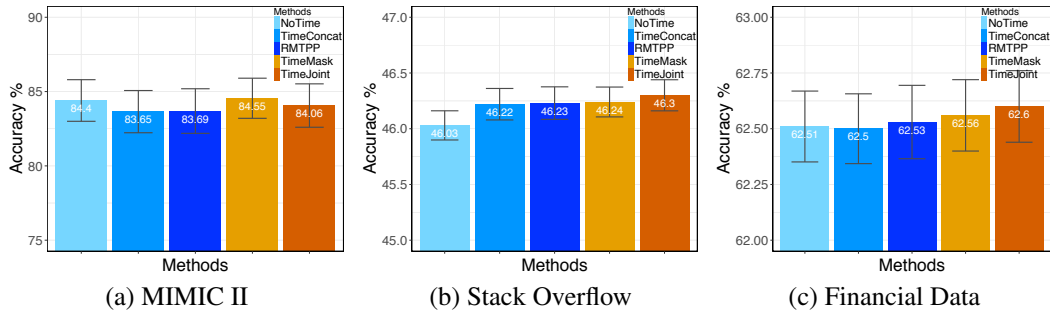 Accuracy %
90
85
80
75
Methods
NoTime
TimeConcat
RMTPP
TimeMask
TimeJoint
84.4
83.65
83.69
84.55
84.06
Methods
(a) MIMIC II
Accuracy %
47.0
46.5
46.0
45.5
45.0
Methods
NoTime
TimeConcat
RMTPP
TimeMask
TimeJoint
46.03
46.22
46.23
46.24
46.3
Methods
(b) Stack Overflow
Accuracy %
63.00
62.75
62.50
62.25
62.00
Methods
NoTime
TimeConcat
RMTPP
TimeMask
TimeJoint
62.51
62.5
62.53
62.56
62.6
Methods
(c) Financial Data